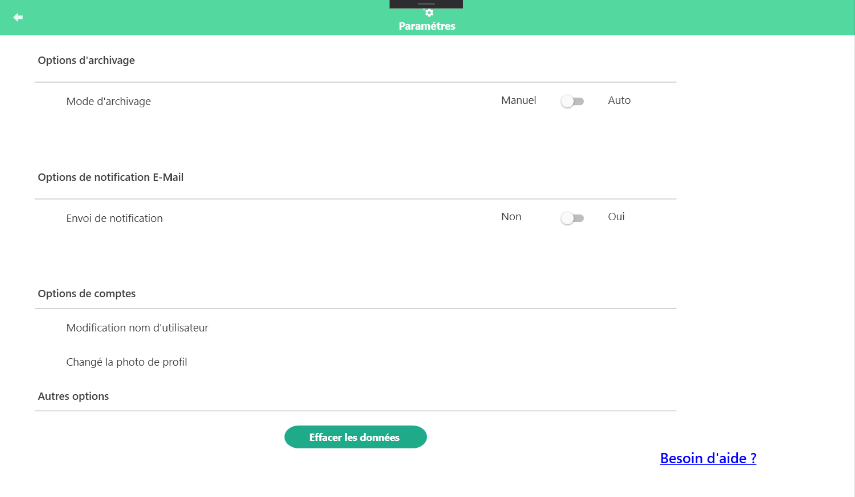 Paramétres
Options d'archivage
Mode d'archivage Manuel Auto
Options de notification E-Mail
Envoi de notification Non Oui
Options de comptes
Modification nom d'utilisateur
Changé la photo de profil
Autres options
Effacer les données
Besoin d'aide ?